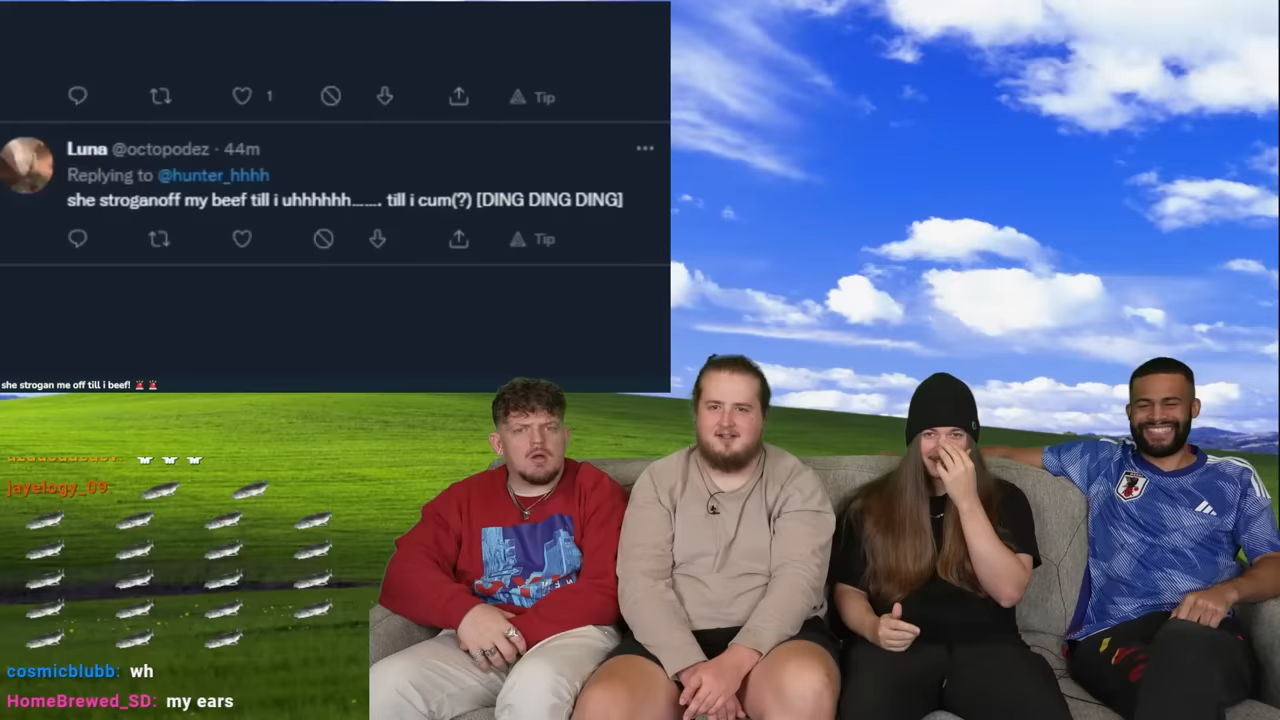 1
Tip
Luna @octopodez · 44m
Replying to @hunter_hhhh
she stroganoff my beef till i uhhhhhh....... till i cum(?) [DING DING DING]
Tip
she strogan me off till i beef! 🚨 🚨
jayelogy_09
cosmicblubb: wh
HomeBrewed_SD: my ears